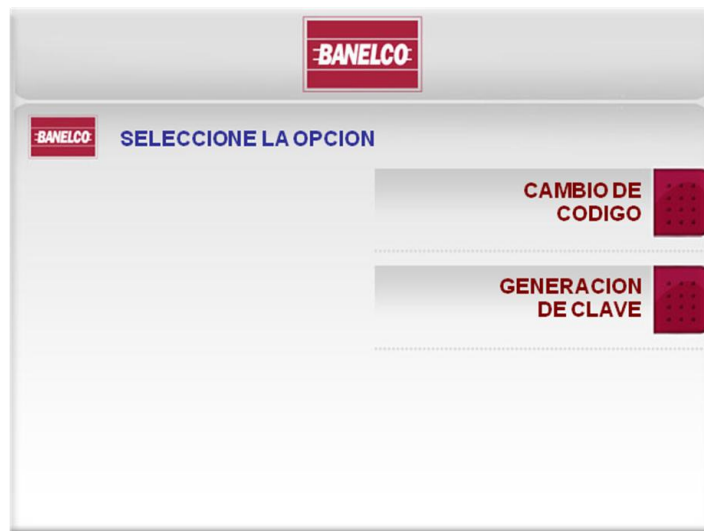 BANELCO
BANELCO
SELECCIONE LA OPCION
CAMBIO DE
CODIGO
GENERACION
DE CLAVE